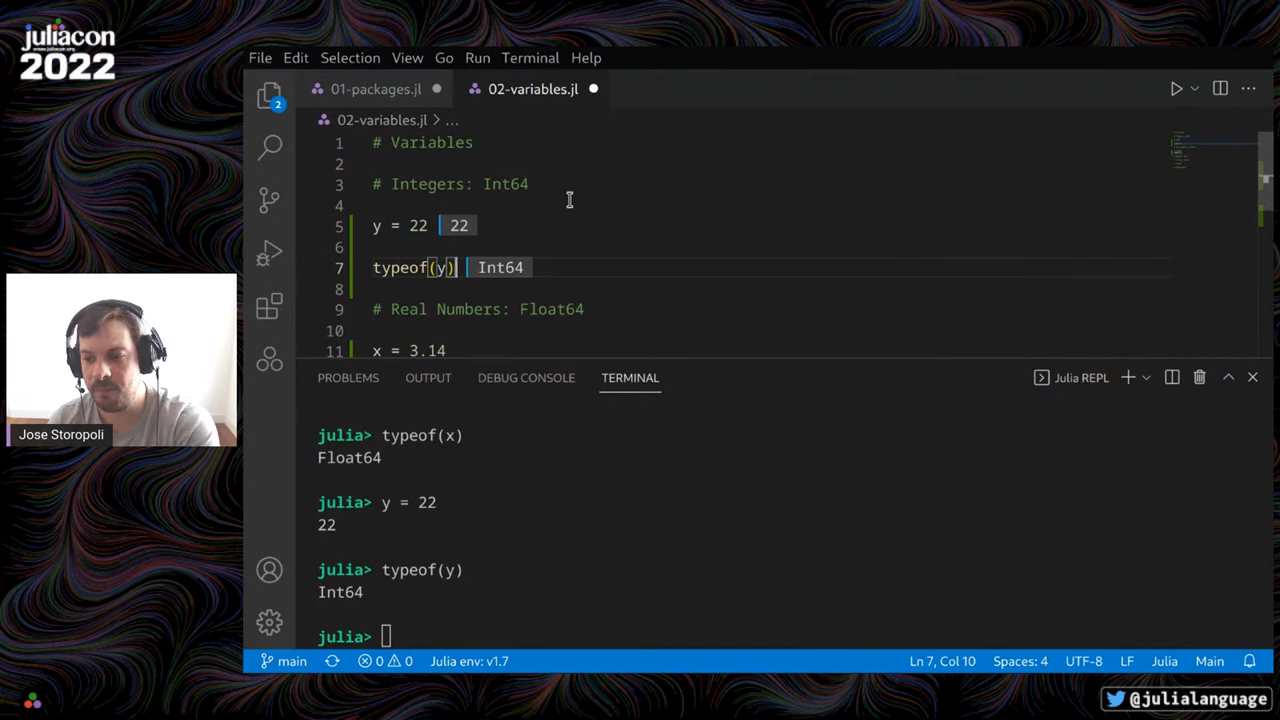 juliacon
www.juliacon.org
2022
File Edit Selection View Go Run Terminal Help
01-packages.jl
02-variables.jl
02-variables.jl > ...
1 # Variables
2
3 # Integers: Int64
4
5 y = 22 22
6
7 typeof(y) Int64
8
9 # Real Numbers: Float64
10
11 x = 3.14
2
PROBLEMS OUTPUT DEBUG CONSOLE TERMINAL
Julia REPL
julia> typeof(x)
Float64
julia> y = 22
22
julia> typeof(y)
Int64
julia>
Jose Storopoli
main 0 0 Julia env: v1.7 Ln 7, Col 10 Spaces: 4 UTF-8 LF Julia Main
@julialanguage